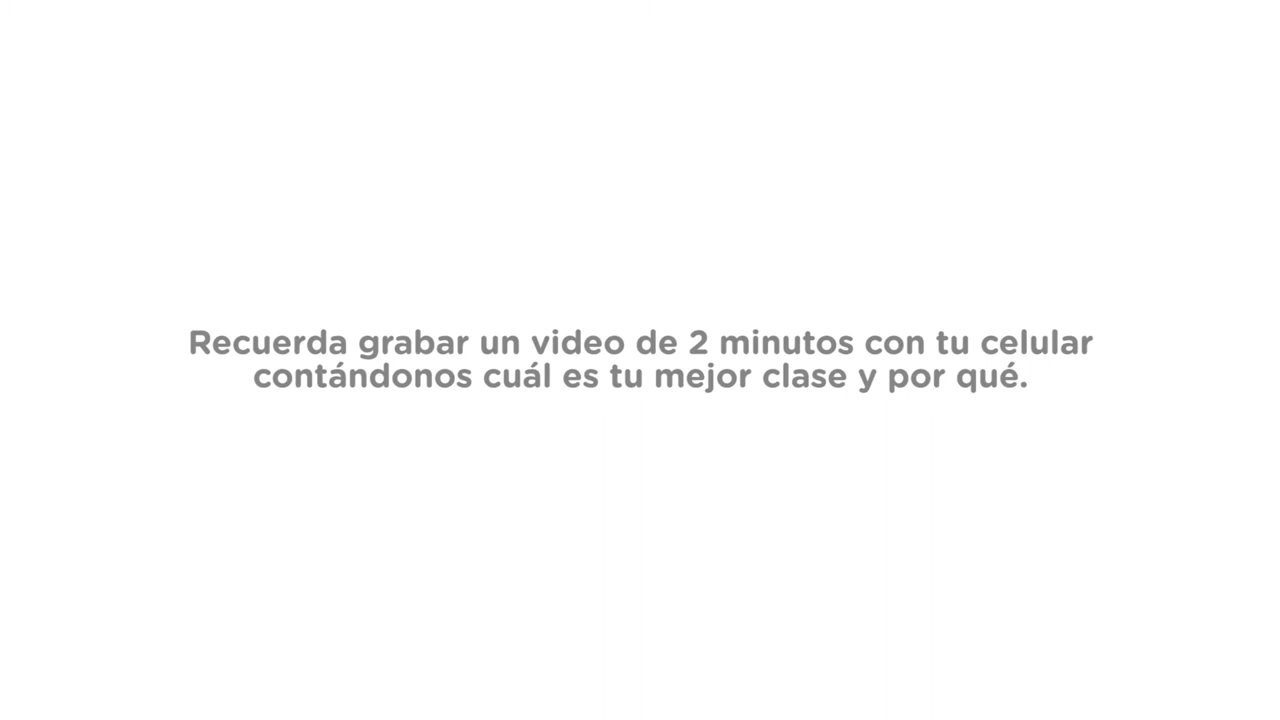 Recuerda grabar un video de 2 minutos con tu celular
contándonos cuál es tu mejor clase y por qué.